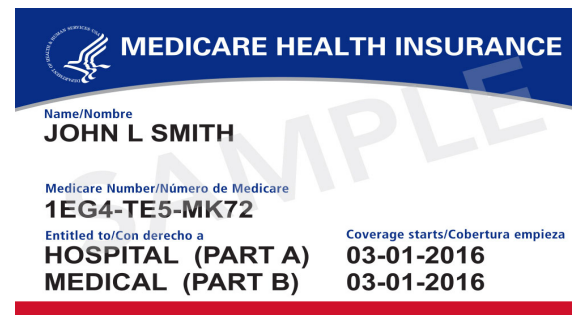 MEDICARE HEALTH INSURANCE
Name/Nombre
JOHN L SMITH
Medicare Number/Número de Medicare
1EG4-TE5-MK72
Entitled to/Con derecho a
Coverage starts/Cobertura empieza
HOSPITAL (PART A) 03-01-2016
MEDICAL (PART B) 03-01-2016
SAMPLE